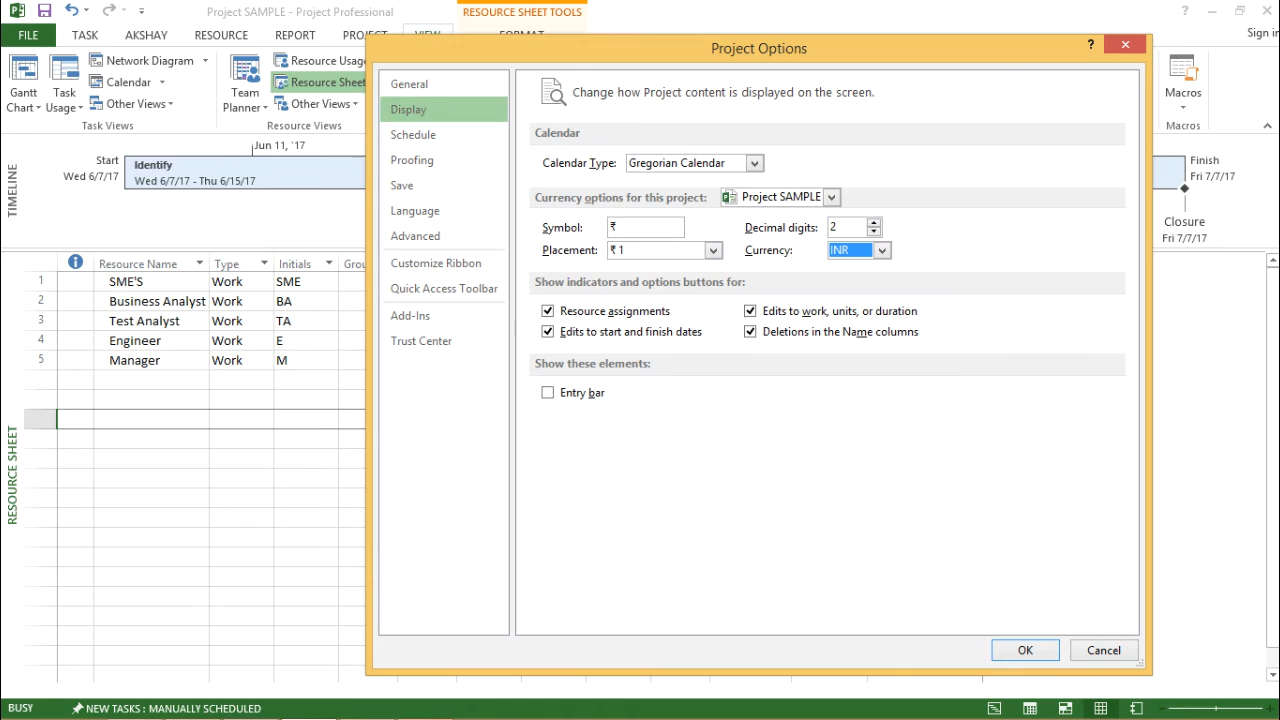 Project SAMPLE - Project Professional
RESOURCE SHEET TOOLS
?
FILE TASK AKSHAY RESOURCE REPORT PROJECT VIEW FORMAT
Sign in
Gantt Chart
Task Usage
Network Diagram
Calendar
Other Views
Task Views
Team Planner
Resource Usage
Resource Sheet
Other Views
Resource Views
Macros
Macros
TIMELINE
Jun 11, '17
Start
Wed 6/7/17
Identify
Wed 6/7/17 - Thu 6/15/17
Finish
Fri 7/7/17
Closure
Fri 7/7/17
RESOURCE SHEET
Resource Name Type Initials Grou
1 SME'S Work SME
2 Business Analyst Work BA
3 Test Analyst Work TA
4 Engineer Work E
5 Manager Work M
Project Options
?
General
Display
Schedule
Proofing
Save
Language
Advanced
Customize Ribbon
Quick Access Toolbar
Add-Ins
Trust Center
Change how Project content is displayed on the screen.
Calendar
Calendar Type: Gregorian Calendar
Currency options for this project: Project SAMPLE
Symbol: ₹ Decimal digits: 2
Placement: ₹ 1 Currency: INR
Show indicators and options buttons for:
Resource assignments Edits to work, units, or duration
Edits to start and finish dates Deletions in the Name columns
Show these elements:
Entry bar
OK Cancel
BUSY NEW TASKS : MANUALLY SCHEDULED